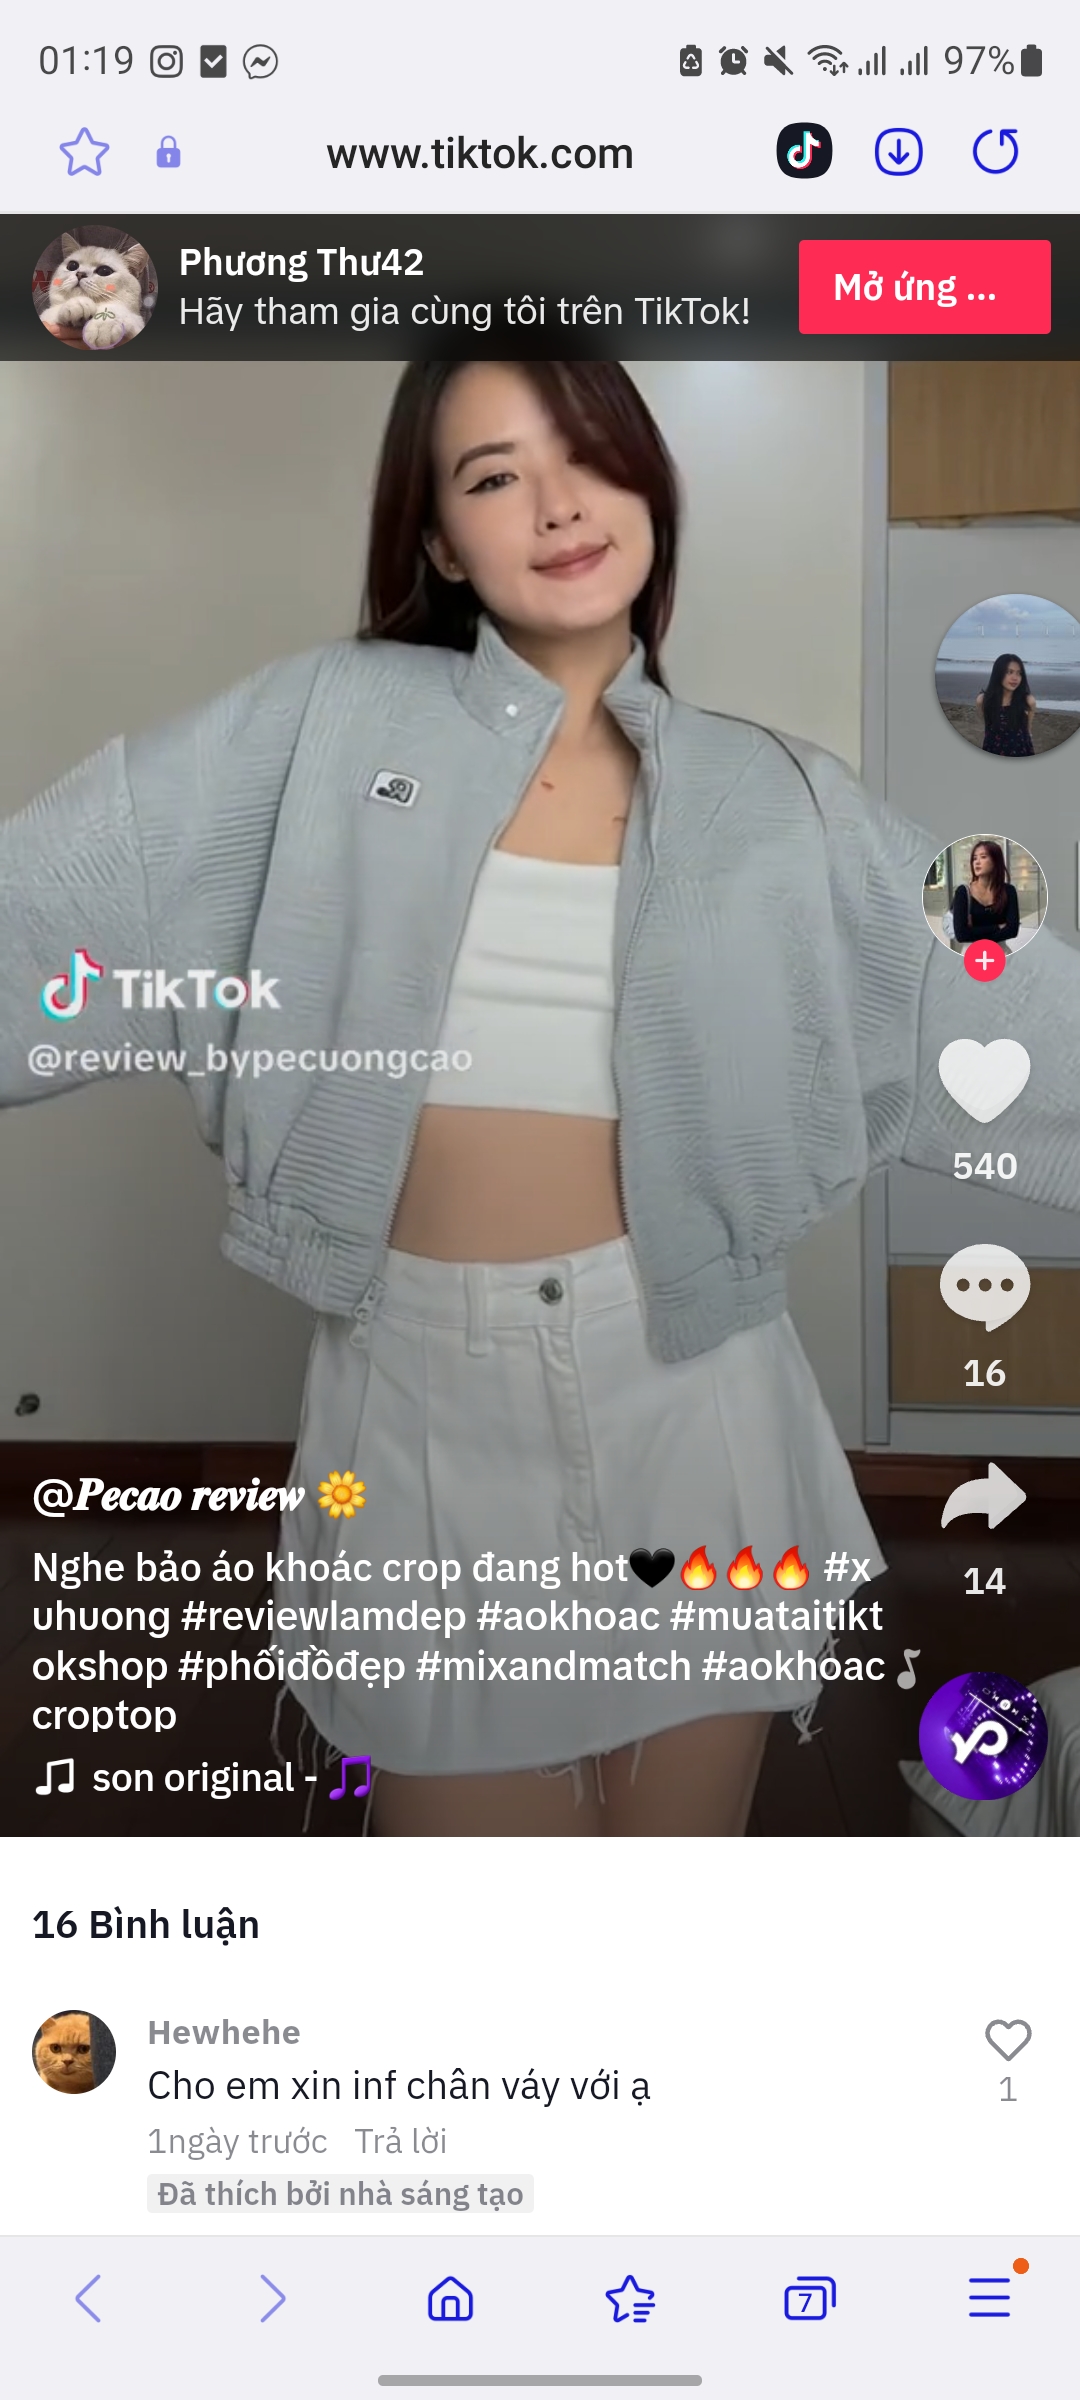 01:19
97%
www.tiktok.com
Phương Thư42
Hãy tham gia cùng tôi trên TikTok!
Mở ứng ...
TikTok
@review_bypecuongcao
540
16
14
@Pecao review 🌼
Nghe bảo áo khoác crop đang hot🖤🔥🔥🔥 #x
uhuong #reviewlamdep #aokhoac #muataitikt
okshop #phốiđồđẹp #mixandmatch #aokhoac
croptop
son original - 🎵
16 Bình luận
Hewhehe
Cho em xin inf chân váy với ạ
1
1ngày trước Trả lời
Đã thích bởi nhà sáng tạo
7